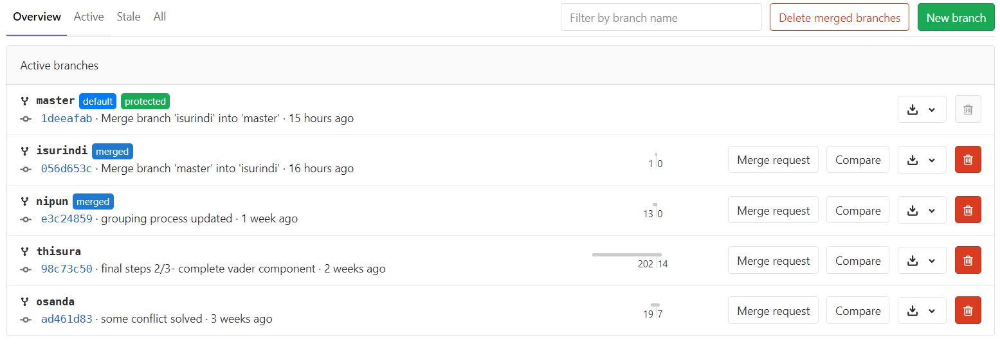 Overview Active Stale All Filter by branch name Delete merged branches New branch
Active branches
master default protected
1deeafab · Merge branch 'isurindi' into 'master' · 15 hours ago
isurindi merged
056d653c · Merge branch 'master' into 'isurindi' · 16 hours ago
1 0 Merge request Compare
nipun merged
e3c24859 · grouping process updated · 1 week ago
13 0 Merge request Compare
thisura
98c73c50 · final steps 2/3- complete vader component · 2 weeks ago
202 14 Merge request Compare
osanda
ad461d83 · some conflict solved · 3 weeks ago
19 7 Merge request Compare